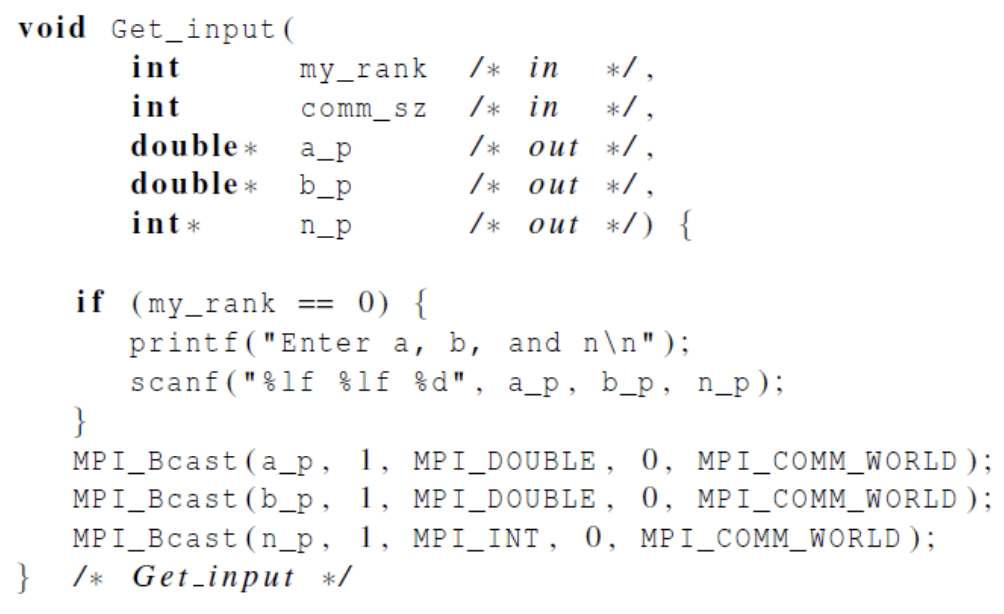 void Get_input(
      int       my_rank  /* in  */,
      int       comm_sz  /* in  */,
      double*   a_p      /* out */,
      double*   b_p      /* out */,
      int*      n_p      /* out */) {

   if (my_rank == 0) {
      printf("Enter a, b, and n\n");
      scanf("%lf %lf %d", a_p, b_p, n_p);
   }
   MPI_Bcast(a_p, 1, MPI_DOUBLE, 0, MPI_COMM_WORLD);
   MPI_Bcast(b_p, 1, MPI_DOUBLE, 0, MPI_COMM_WORLD);
   MPI_Bcast(n_p, 1, MPI_INT, 0, MPI_COMM_WORLD);
}  /* Get_input */